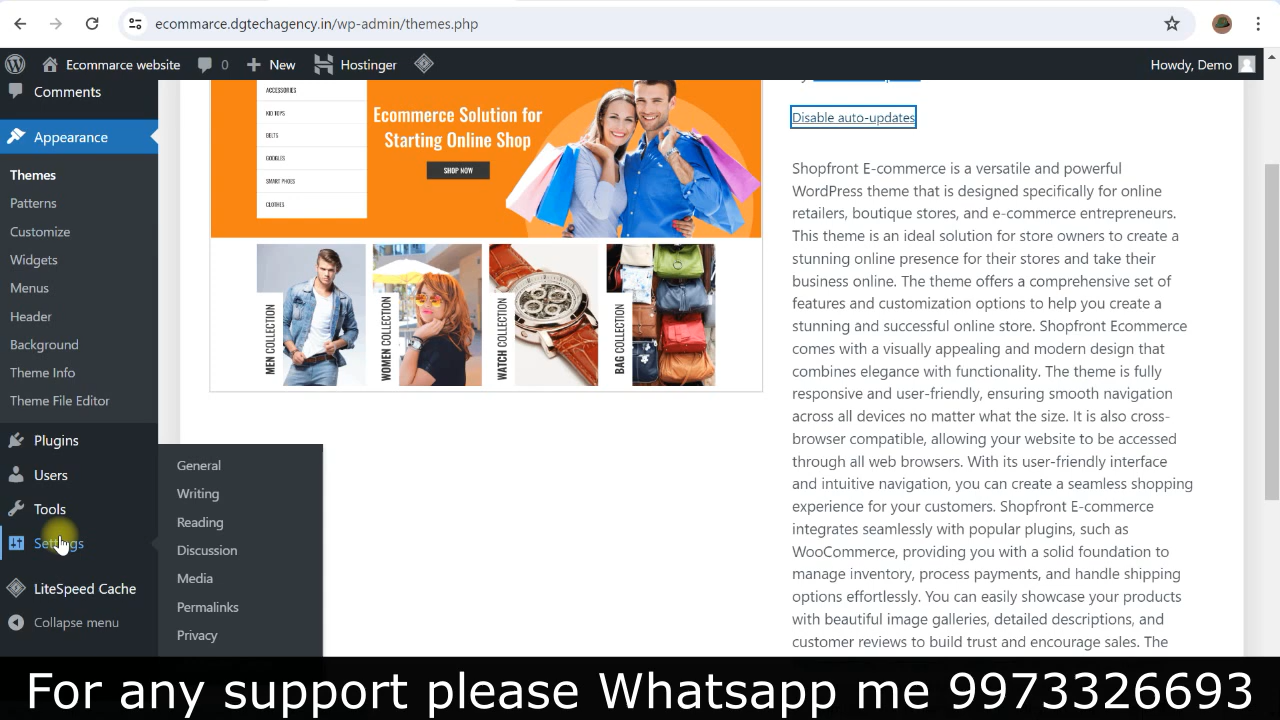 ecommarce.dgtechagency.in/wp-admin/themes.php
Ecommerce website
0
New
Hostinger
Howdy, Demo
Comments
Appearance
Themes
Patterns
Customize
Widgets
Menus
Header
Background
Theme Info
Theme File Editor
Plugins
Users
Tools
Settings
LiteSpeed Cache
Collapse menu
General
Writing
Reading
Discussion
Media
Permalinks
Privacy
ACCESSORIES
KID TOYS
BELTS
GOOGLES
SMART PHOES
CLOTHES
Ecommerce Solution for
Starting Online Shop
SHOP NOW
MEN COLLECTION
WOMEN COLLLECTION
WATCH COLLECTION
BAG COLLECTION
Disable auto-updates
Shopfront E-commerce is a versatile and powerful
WordPress theme that is designed specifically for online
retailers, boutique stores, and e-commerce entrepreneurs.
This theme is an ideal solution for store owners to create a
stunning online presence for their stores and take their
business online. The theme offers a comprehensive set of
features and customization options to help you create a
stunning and successful online store. Shopfront Ecommerce
comes with a visually appealing and modern design that
combines elegance with functionality. The theme is fully
responsive and user-friendly, ensuring smooth navigation
across all devices no matter what the size. It is also cross-
browser compatible, allowing your website to be accessed
through all web browsers. With its user-friendly interface
and intuitive navigation, you can create a seamless shopping
experience for your customers. Shopfront E-commerce
integrates seamlessly with popular plugins, such as
WooCommerce, providing you with a solid foundation to
manage inventory, process payments, and handle shipping
options effortlessly. You can easily showcase your products
with beautiful image galleries, detailed descriptions, and
customer reviews to build trust and encourage sales. The
For any support please Whatsapp me 9973326693